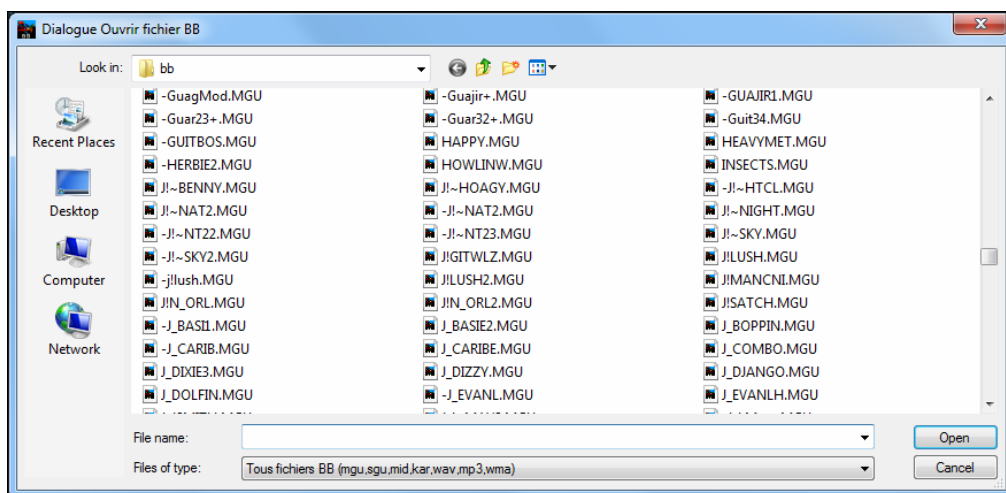 Dialogue Ouvrir fichier BB
Look in: bb
-GuagMod.MGU -Guajir+.MGU -GUAJIR1.MGU
-Guar23+.MGU -Guar32+.MGU -Guit34.MGU
Recent Places
-GUITBOS.MGU HAPPY.MGU HEAVYMET.MGU
-HERBIE2.MGU HOWLINW.MGU INSECTS.MGU
J!~BENNY.MGU J!~HOAGY.MGU -J!~HTCL.MGU
Desktop
J!~NAT2.MGU -J!~NAT2.MGU J!~NIGHT.MGU
-J!~NT22.MGU -J!~NT23.MGU J!~SKY.MGU
-J!~SKY2.MGU J!GITWLZ.MGU J!LUSH.MGU
Computer
-j!lush.MGU J!LUSH2.MGU J!MANCNI.MGU
J!N_ORL.MGU J!N_ORL2.MGU J!SATCH.MGU
-J_BASI1.MGU J_BASIE2.MGU J_BOPPIN.MGU
Network
-J_CARIB.MGU J_CARIBE.MGU J_COMBO.MGU
J_DIXIE3.MGU J_DIZZY.MGU J_DJANGO.MGU
J_DOLFIN.MGU -J_EVANL.MGU J_EVANLH.MGU
File name: Open
Files of type: Tous fichiers BB (mgu,sgu,mid,kar,wav,mp3,wma) Cancel